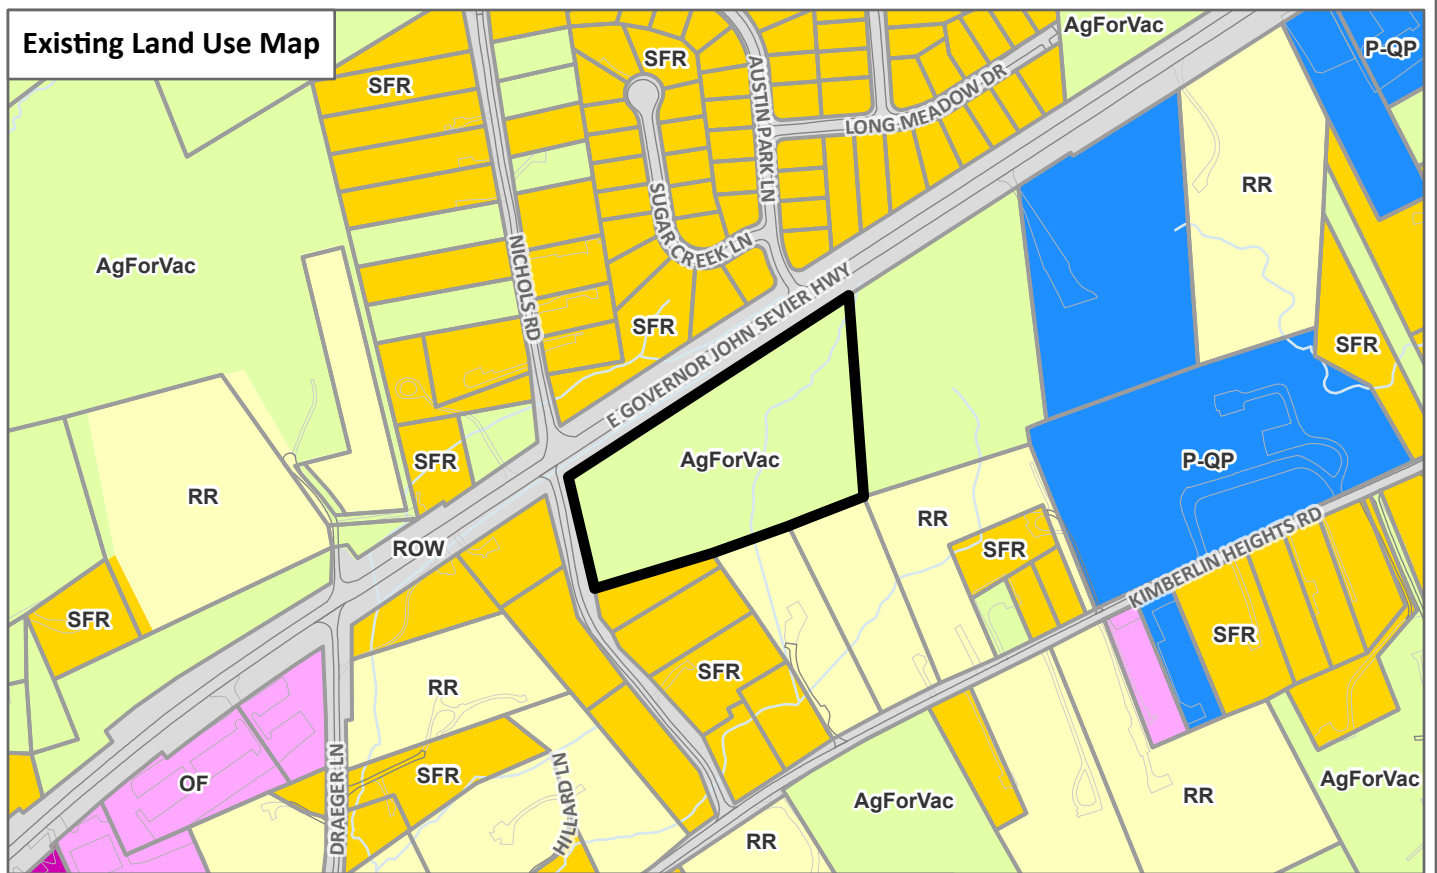 Existing Land Use Map
AgForVac
P-QP
SFR
SFR
AUSTIN PARK LN
LONG MEADOW DR
RR
SUGAR CREEK LN
AgForVac
NICHOLS RD
E GOVERNOR JOHN SEVIER HWY
SFR
SFR
AgForVac
SFR
P-QP
RR
RR
ROW
SFR
KIMBERLIN HEIGHTS RD
SFR
SFR
SFR
RR
DRAEGER LN
OF
SFR
HILLARD LN
AgForVac
RR
AgForVac
RR